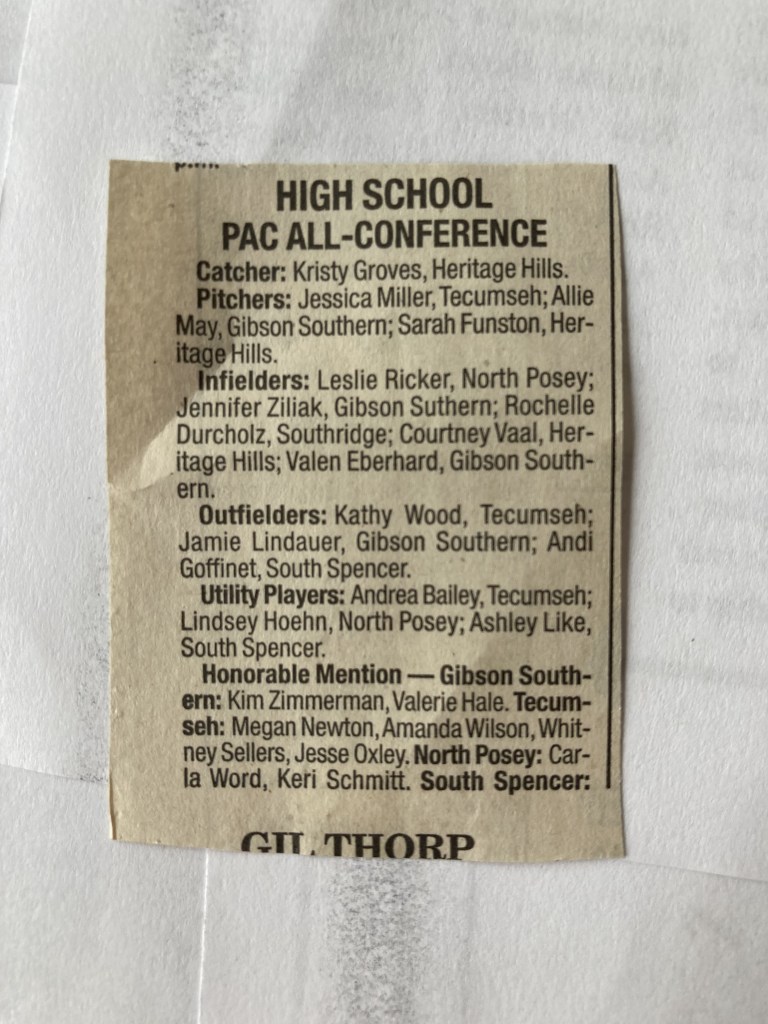 p.m.
HIGH SCHOOL
PAC ALL-CONFERENCE
Catcher: Kristy Groves, Heritage Hills.
Pitchers: Jessica Miller, Tecumseh; Allie
May, Gibson Southern; Sarah Funston, Her-
itage Hills.
Infielders: Leslie Ricker, North Posey;
Jennifer Ziliak, Gibson Suthern; Rochelle
Durcholz, Southridge; Courtney Vaal, Her-
itage Hills; Valen Eberhard, Gibson South-
ern.
Outfielders: Kathy Wood, Tecumseh;
Jamie Lindauer, Gibson Southern; Andi
Goffinet, South Spencer.
Utility Players: Andrea Bailey, Tecumseh;
Lindsey Hoehn, North Posey; Ashley Like,
South Spencer.
Honorable Mention — Gibson South-
ern: Kim Zimmerman, Valerie Hale. Tecum-
seh: Megan Newton, Amanda Wilson, Whit-
ney Sellers, Jesse Oxley. North Posey: Car-
la Word, Keri Schmitt. South Spencer:
GIL THORP